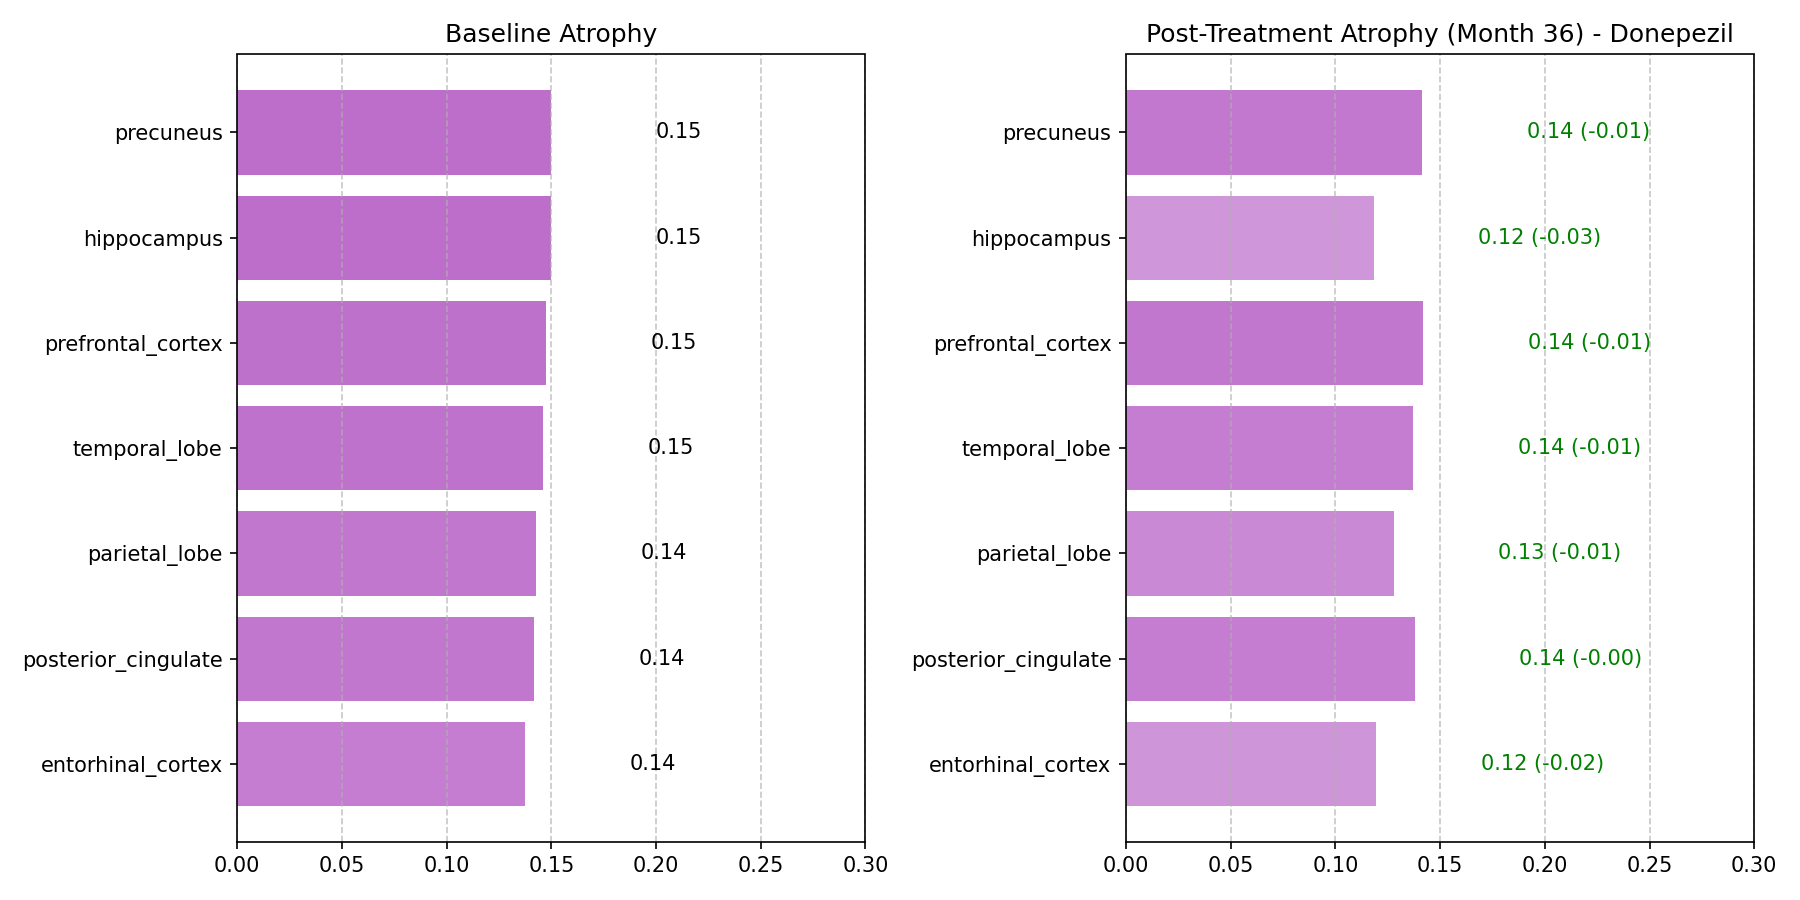 Baseline Atrophy
precuneus 0.15
hippocampus 0.15
prefrontal_cortex 0.15
temporal_lobe 0.15
parietal_lobe 0.14
posterior_cingulate 0.14
entorhinal_cortex 0.14
0.00 0.05 0.10 0.15 0.20 0.25 0.30
Post-Treatment Atrophy (Month 36) - Donepezil
precuneus 0.14 (-0.01)
hippocampus 0.12 (-0.03)
prefrontal_cortex 0.14 (-0.01)
temporal_lobe 0.14 (-0.01)
parietal_lobe 0.13 (-0.01)
posterior_cingulate 0.14 (-0.00)
entorhinal_cortex 0.12 (-0.02)
0.00 0.05 0.10 0.15 0.20 0.25 0.30